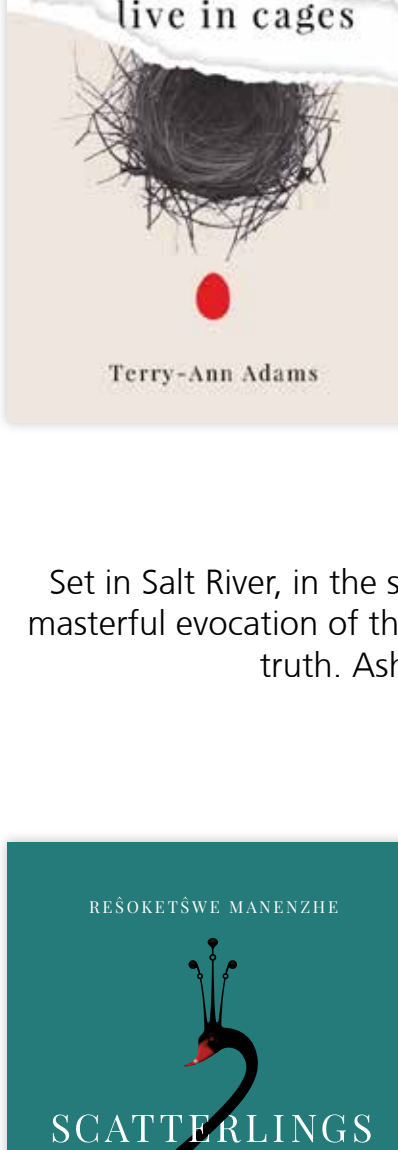 live in cages
Terry-Ann Adams
Set in Salt River, in the s
masterful evocation of th
truth. Ash
REŠOKETŠWE MANENZHE
SCATTERLINGS